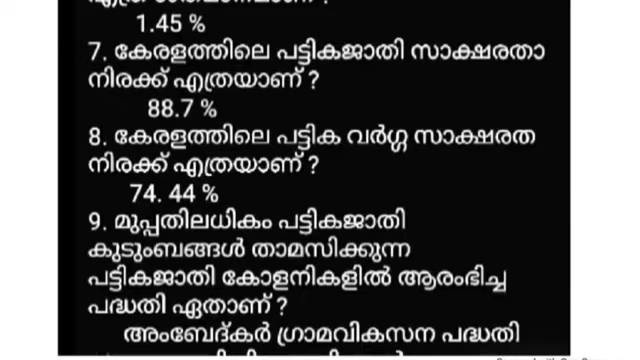 1.45 %
7. കേരളത്തിലെ പട്ടികജാതി സാക്ഷരതാ
നിരക്ക് എത്രയാണ് ?
88.7 %
8. കേരളത്തിലെ പട്ടിക വർഗ്ഗ സാക്ഷരത
നിരക്ക് എത്രയാണ് ?
74. 44 %
9. മുപ്പതിലധികം പട്ടികജാതി
കുടുംബങ്ങൾ താമസിക്കുന്ന
പട്ടികജാതി കോളനികളിൽ ആരംഭിച്ച
പദ്ധതി ഏതാണ് ?
അംബേദ്കർ ഗ്രാമവികസന പദ്ധതി